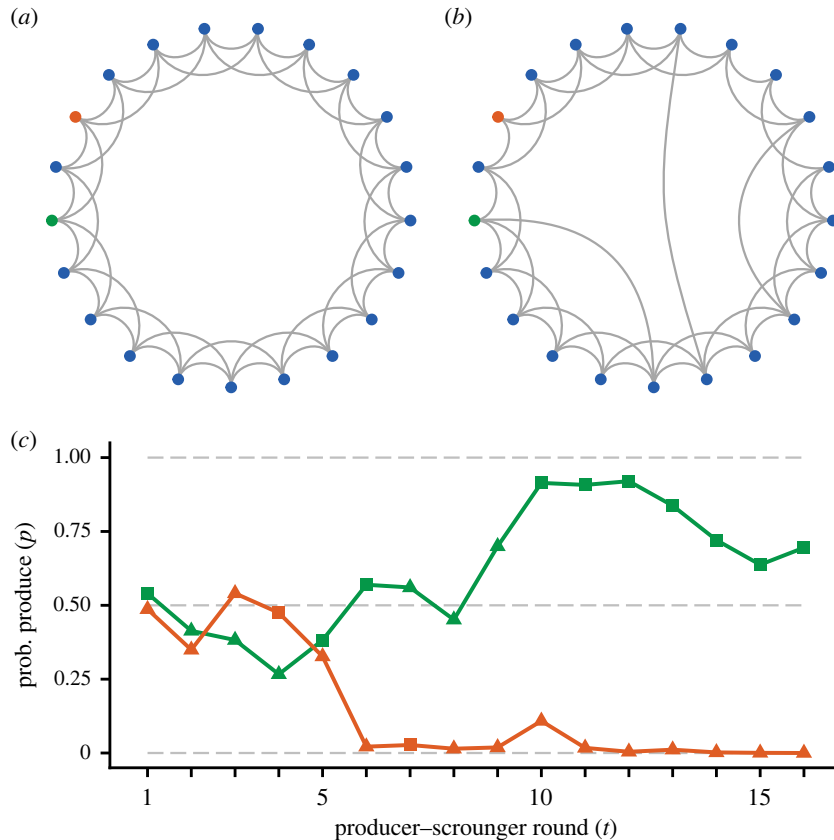 (a)
(b)
(c)
1.00
0.75
0.50
0.25
0
prob. produce (p)
1 5 10 15
producer–scrounger round (t)